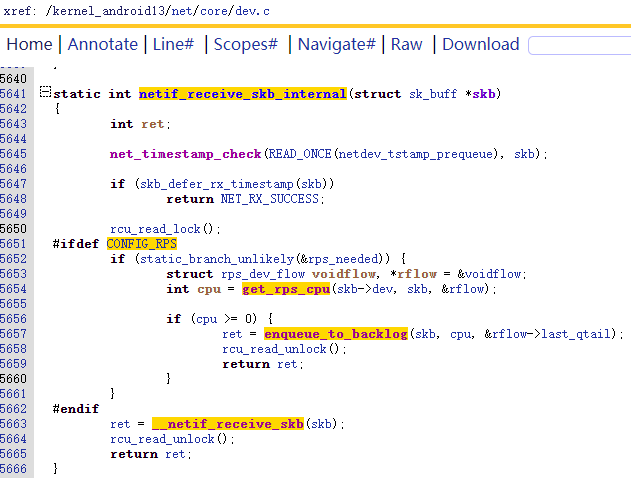 xref: /kernel_android13/net/core/dev.c
Home | Annotate | Line# | Scopes# | Navigate# | Raw | Download
5640
5641 static int netif_receive_skb_internal(struct sk_buff *skb)
5642 {
5643 int ret;
5644
5645 net_timestamp_check(READ_ONCE(netdev_tstamp_prequeue), skb);
5646
5647 if (skb_defer_rx_timestamp(skb))
5648 return NET_RX_SUCCESS;
5649
5650 rcu_read_lock();
5651 #ifdef CONFIG_RPS
5652 if (static_branch_unlikely(&rps_needed)) {
5653 struct rps_dev_flow voidflow, *rflow = &voidflow;
5654 int cpu = get_rps_cpu(skb->dev, skb, &rflow);
5655
5656 if (cpu >= 0) {
5657 ret = enqueue_to_backlog(skb, cpu, &rflow->last_qtail);
5658 rcu_read_unlock();
5659 return ret;
5660 }
5661 }
5662 #endif
5663 ret = __netif_receive_skb(skb);
5664 rcu_read_unlock();
5665 return ret;
5666 }